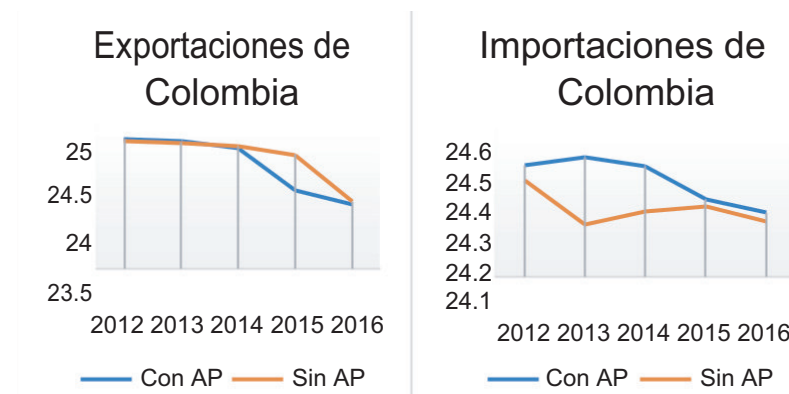 Exportaciones de
Colombia
25
24.5
24
23.5
2012 2013 2014 2015 2016
Con AP Sin AP
Importaciones de
Colombia
24.6
24.5
24.4
24.3
24.2
24.1
2012 2013 2014 2015 2016
Con AP Sin AP